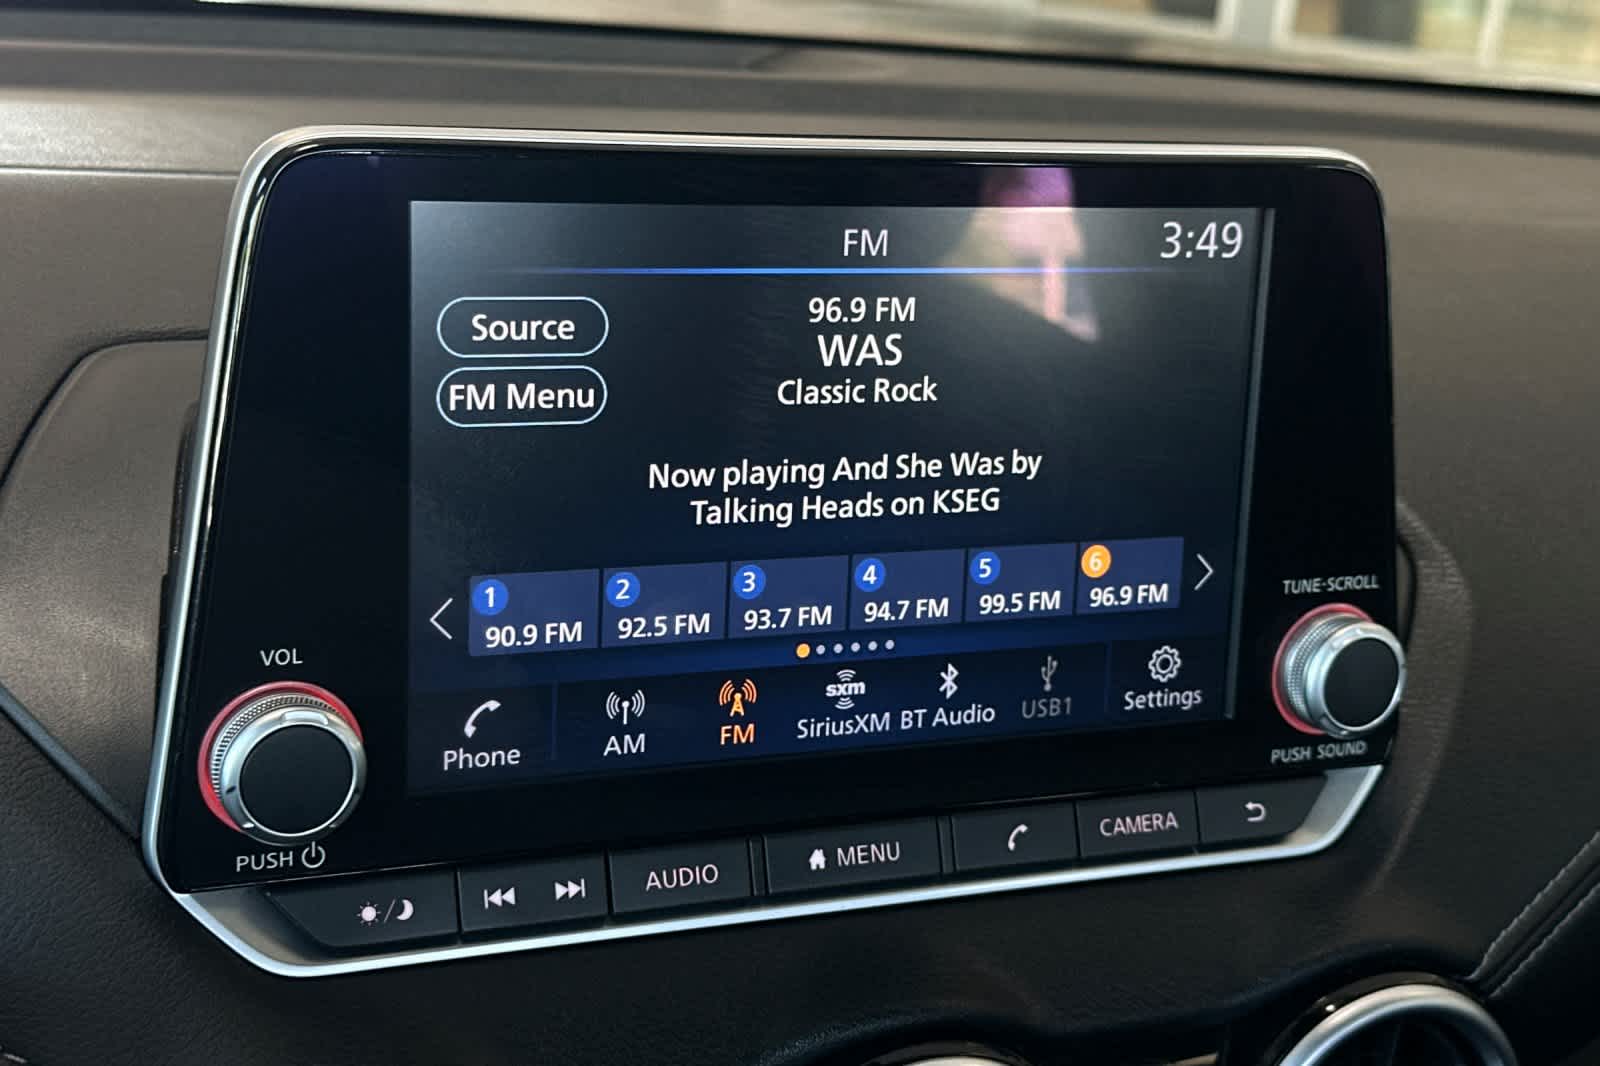 FM
3:49
Source
96.9 FM
WAS
FM Menu
Classic Rock
Now playing And She Was by
Talking Heads on KSEG
1 2 3 4 5 6
90.9 FM 92.5 FM 93.7 FM 94.7 FM 99.5 FM 96.9 FM
TUNE-SCROLL
VOL
Phone
AM
FM
sxm
SiriusXM
BT Audio
USB1
Settings
PUSH SOUND
PUSH
AUDIO
MENU
CAMERA